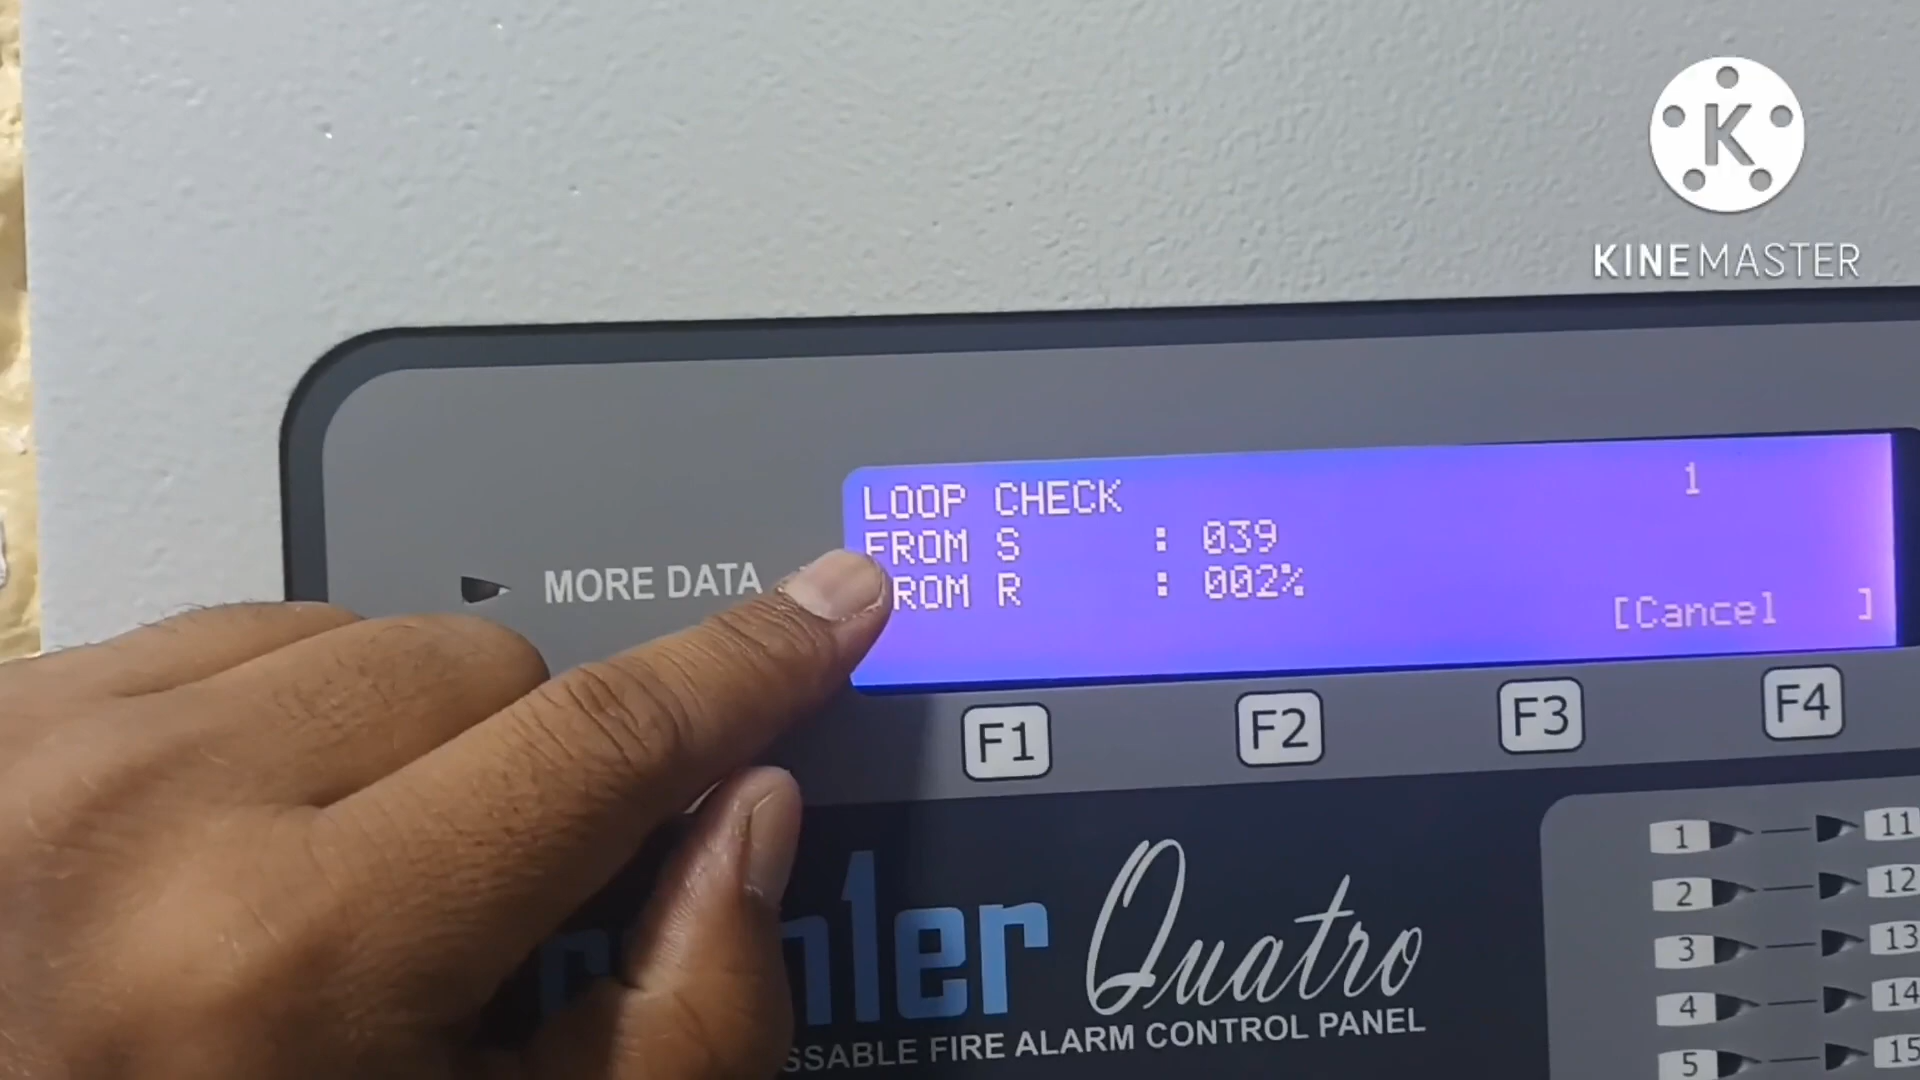 K
KINEMASTER
LOOP CHECK 1
FROM S : 039
ROM R : 002%
[Cancel ]
MORE DATA
F1 F2 F3 F4
Quatro
FIRE ALARM CONTROL PANEL
1 11
2 12
3 13
4 14
5 15